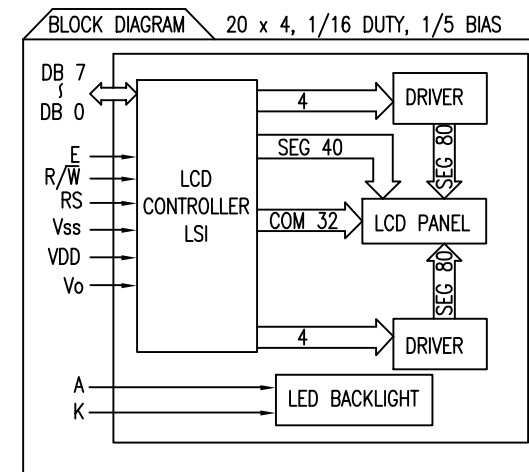 BLOCK DIAGRAM 20 x 4, 1/16 DUTY, 1/5 BIAS
DB 7
~
DB 0
E
R/W̅
RS
Vss
VDD
Vo
A
K
LCD
CONTROLLER
LSI
4
SEG 40
COM 32
4
DRIVER
SEG 80
LCD PANEL
SEG 80
DRIVER
LED BACKLIGHT